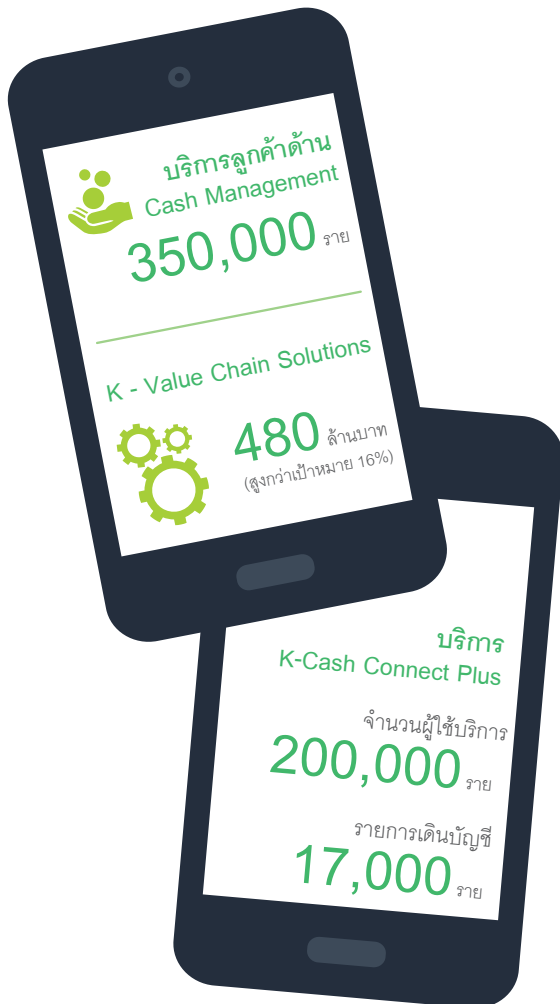 บริการลูกค้าด้าน
Cash Management
350,000 ราย
K - Value Chain Solutions
480 ล้านบาท
(สูงกว่าเป้าหมาย 16%)
บริการ
K-Cash Connect Plus
จำนวนผู้ใช้บริการ
200,000 ราย
รายการเดินบัญชี
17,000 ราย